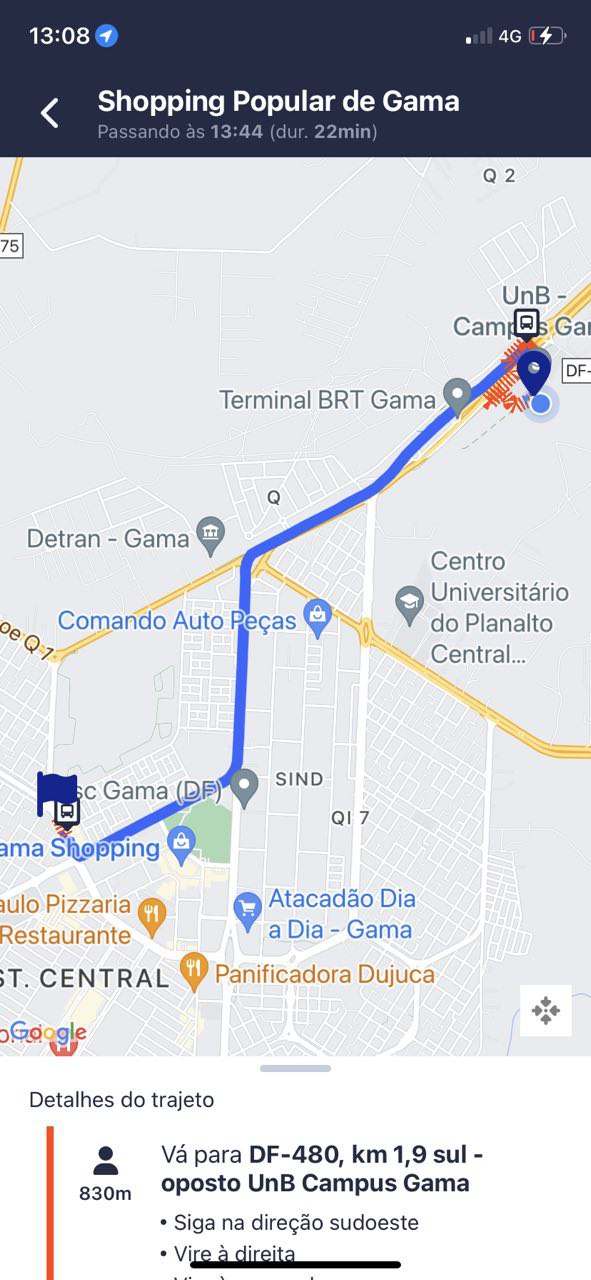 13:08
4G
Shopping Popular de Gama
Passando às 13:44 (dur. 22min)
Q 2
75
UnB -
Campus Gar
DF-
Terminal BRT Gama
Q
Detran - Gama
Centro
Universitário
do Planalto
Central...
Comando Auto Peças
oe Q 1
sc Gama (DF)
SIND
QI 7
ama Shopping
aulo Pizzaria
Restaurante
Atacadão Dia
a Dia - Gama
ST. CENTRAL
Panificadora Dujuca
Google
Detalhes do trajeto
830m
Vá para DF-480, km 1,9 sul -
oposto UnB Campus Gama
• Siga na direção sudoeste
• Vire à direita